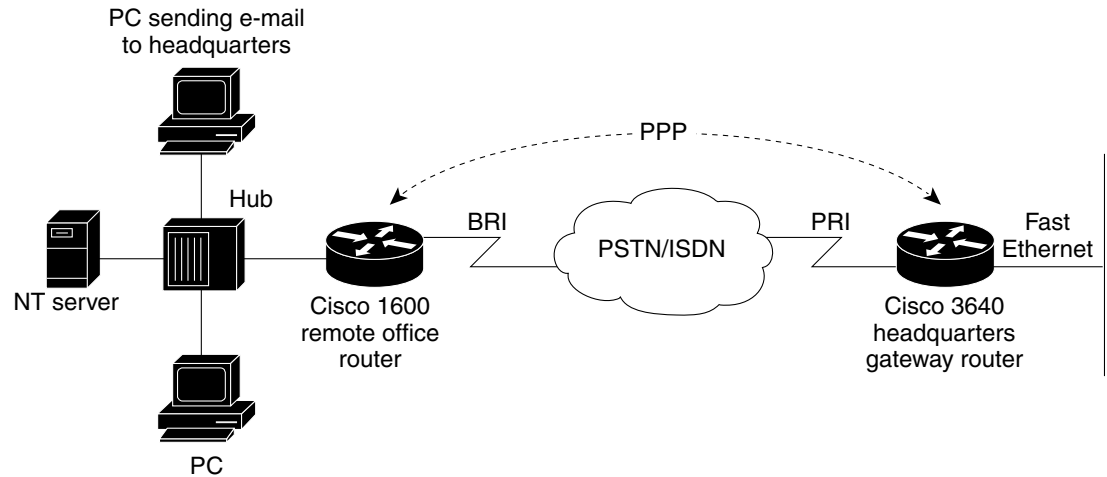 PC sending e-mail
to headquarters
PPP
Hub
BRI
PSTN/ISDN
PRI
Fast
Ethernet
NT server
Cisco 1600
remote office
router
Cisco 3640
headquarters
gateway router
PC